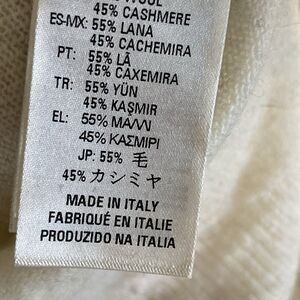 WOOL
45% CASHMERE
ES-MX: 55% LANA
45% CACHEMIRA
PT: 55% LÃ
45% CAXEMIRA
TR: 55% YÜN
45% KAŞMIR
EL: 55% ΜΑΛΛΙ
45% ΚΑΣΜΙΡΙ
JP: 55% 毛
45% カシミヤ
MADE IN ITALY
FABRIQUÉ EN ITALIE
PRODUZIDO NA ITALIA